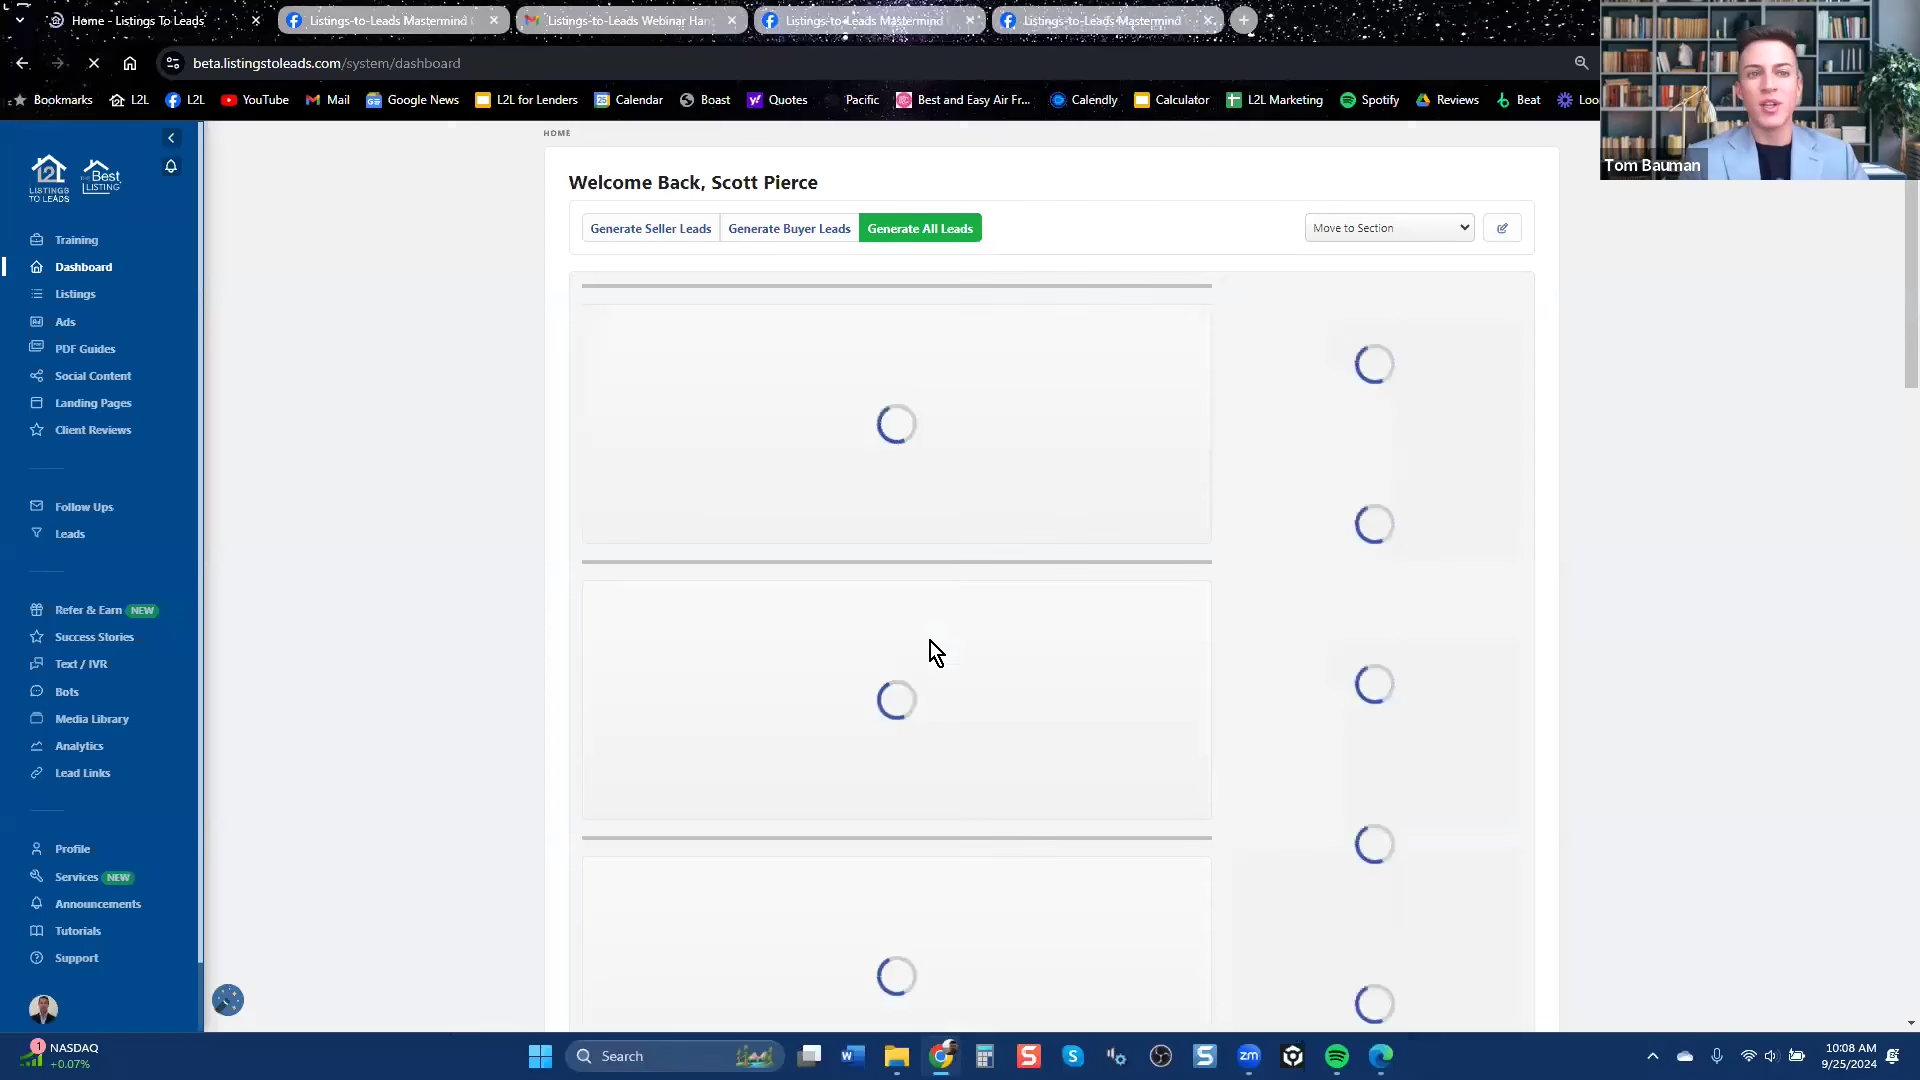 Home - Listings To Leads
Listings-to-Leads Mastermind
Listings-to-Leads Webinar Han
Listings-to-Leads Mastermind
Listings-to-Leads Mastermind
beta.listingstoleads.com/system/dashboard
Bookmarks
L2L
L2L
YouTube
Mail
Google News
L2L for Lenders
Calendar
Boast
Quotes
Pacific
Best and Easy Air Fr...
Calendly
Calculator
L2L Marketing
Spotify
Reviews
Beat
Loo
Tom Bauman
L2L
LISTINGS
TO LEADS
THE Best
LISTING
Training
Dashboard
Listings
Ads
PDF Guides
Social Content
Landing Pages
Client Reviews
Follow Ups
Leads
Refer & Earn NEW
Success Stories
Text / IVR
Bots
Media Library
Analytics
Lead Links
Profile
Services NEW
Announcements
Tutorials
Support
HOME
Welcome Back, Scott Pierce
Generate Seller Leads
Generate Buyer Leads
Generate All Leads
Move to Section
1
NASDAQ
+0.07%
Search
zm
10:08 AM
9/25/2024